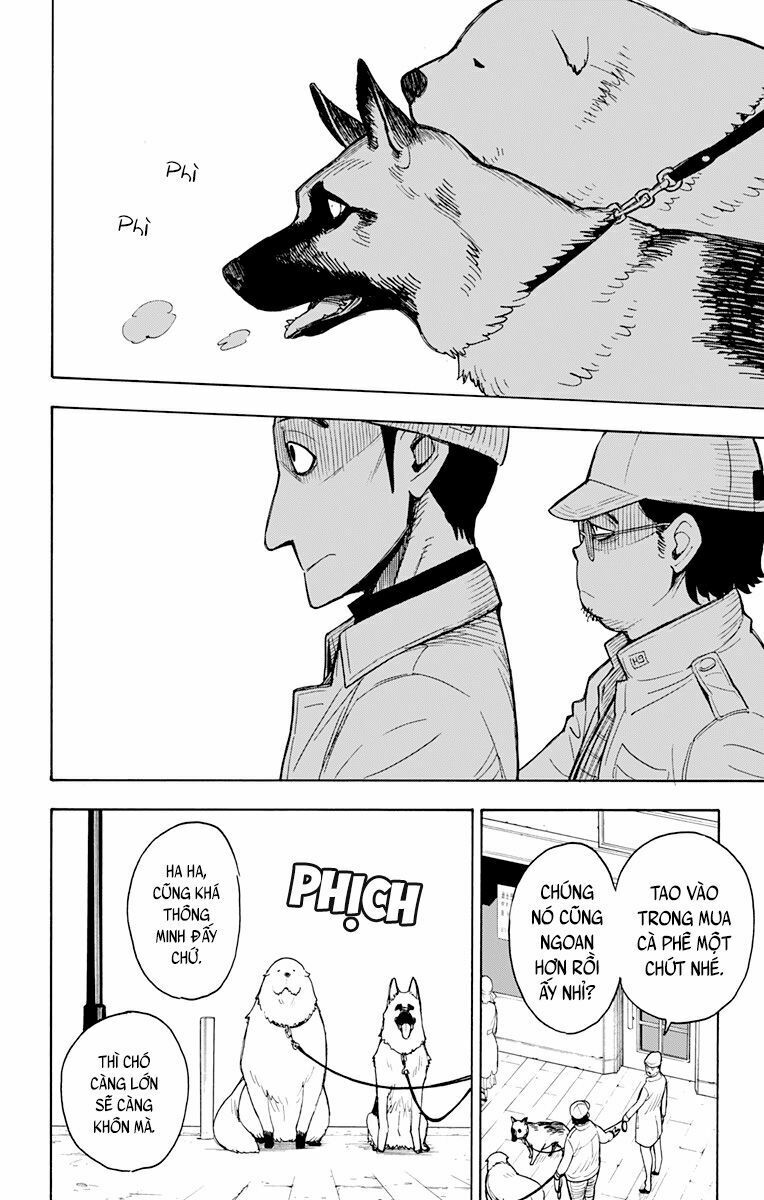 Phì
Phì
H9
TAO VÀO
TRONG MUA
CÀ PHÊ MỘT
CHÚT NHÉ.
CHÚNG
NÓ CŨNG
NGOAN
HƠN RỒI
ẤY NHỈ?
PHỊCH
HA HA,
CŨNG KHÁ
THÔNG
MINH ĐẤY
CHỨ.
THÌ CHÓ
CÀNG LỚN
SẼ CÀNG
KHÔN MÀ.